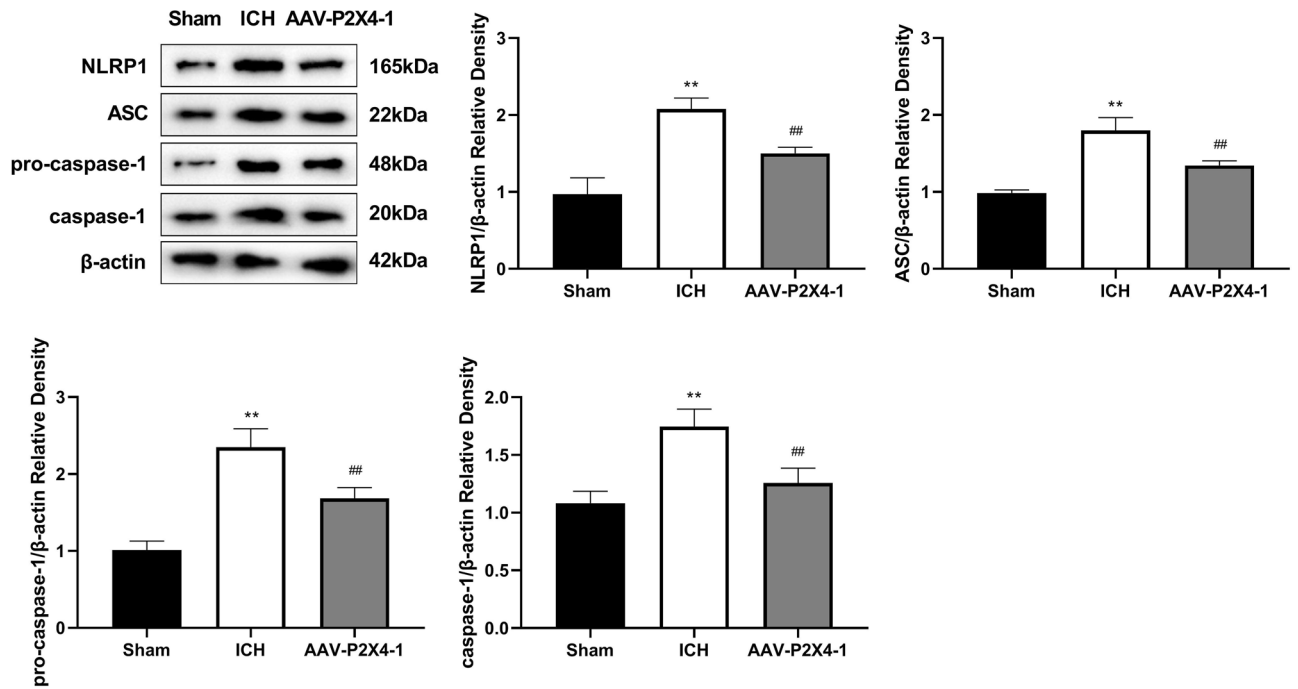 Sham ICH AAV-P2X4-1
NLRP1 165kDa
ASC 22kDa
pro-caspase-1 48kDa
caspase-1 20kDa
β-actin 42kDa
NLRP1/β-actin Relative Density
3
2
1
0
**
##
Sham ICH AAV-P2X4-1
ASC/β-actin Relative Density
3
2
1
0
**
##
Sham ICH AAV-P2X4-1
pro-caspase-1/β-actin Relative Density
3
2
1
0
**
##
Sham ICH AAV-P2X4-1
caspase-1/β-actin Relative Density
2.0
1.5
1.0
0.5
0.0
**
##
Sham ICH AAV-P2X4-1